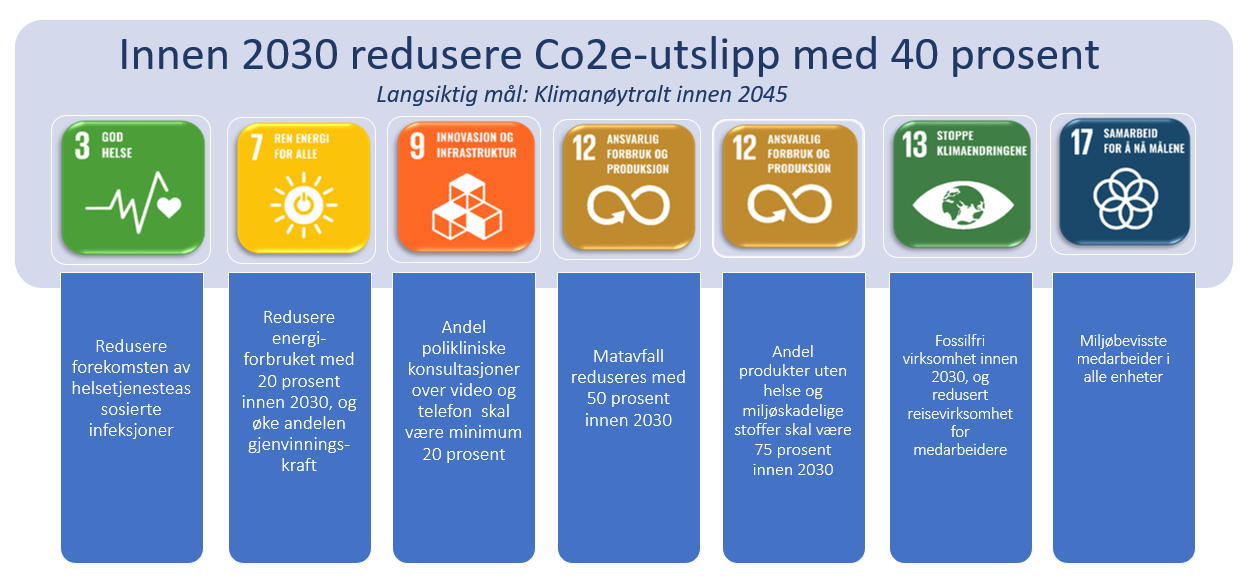 Innen 2030 redusere Co2e-utslipp med 40 prosent
Langsiktig mål: Klimanøytralt innen 2045
3 GOD
HELSE
7 REN ENERGI
FOR ALLE
9 INNOVASJON OG
INFRASTRUKTUR
12 ANSVARLIG
FORBRUK OG
PRODUKSJON
12 ANSVARLIG
FORBRUK OG
PRODUKSJON
13 STOPPE
KLIMAENDRINGENE
17 SAMARBEID
FOR Å NÅ MÅLENE
Redusere
forekomsten av
helsetjenesteas
sosierte
infeksjoner
Redusere
energi-
forbruket med
20 prosent
innen 2030, og
øke andelen
gjenvinnings-
kraft
Andel
polikliniske
konsultasjoner
over video og
telefon skal
være minimum
20 prosent
Matavfall
reduseres med
50 prosent
innen 2030
Andel
produkter uten
helse og
miljøskadelige
stoffer skal være
75 prosent
innen 2030
Fossilfri
virksomhet innen
2030, og
redusert
reisevirksomhet
for
medarbeidere
Miljøbevisste
medarbeider i
alle enheter